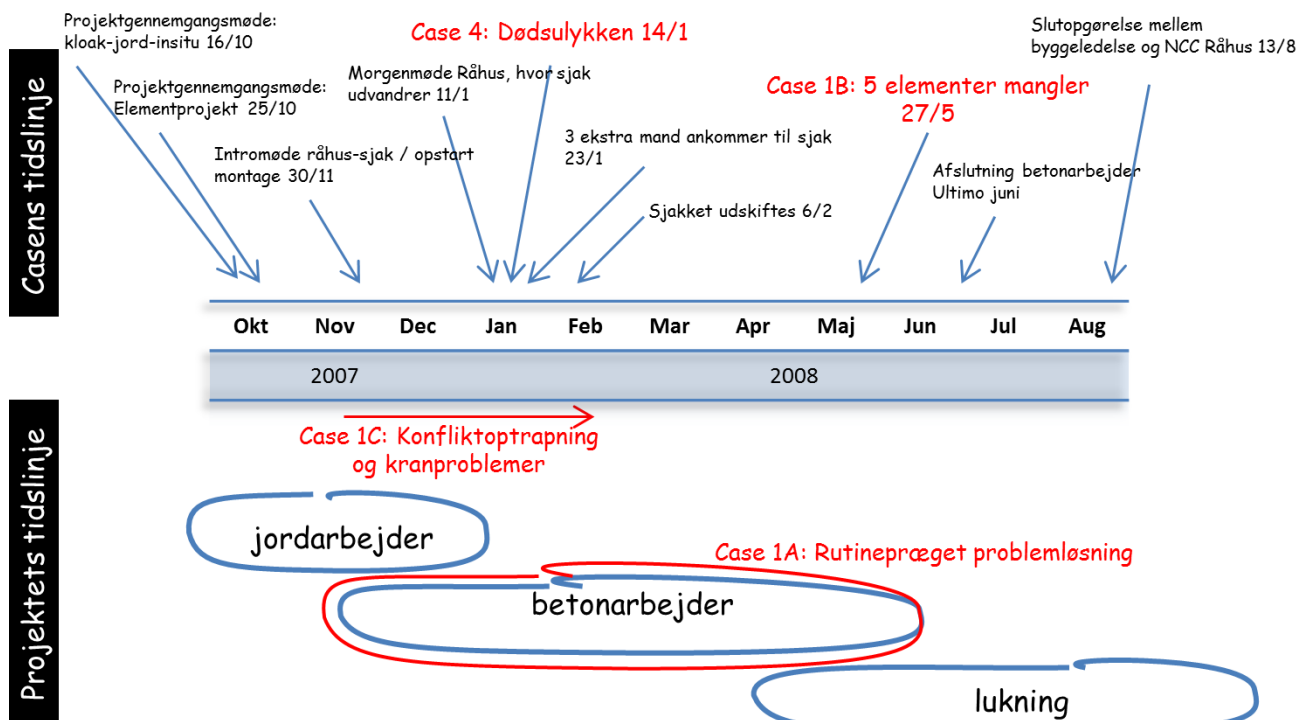 Casens tidslinje
Projektgennemgangsmøde:
kloak-jord-insitu 16/10
Projektgennemgangsmøde:
Elementprojekt 25/10
Intromøde råhus-sjak / opstart
montage 30/11
Case 4: Dødsulykken 14/1
Morgenmøde Råhus, hvor sjak
udvandrer 11/1
3 ekstra mand ankommer til sjak
23/1
Sjakket udskiftes 6/2
Case 1B: 5 elementer mangler
27/5
Afslutning betonarbejder
Ultimo juni
Slutopgørelse mellem
byggeledelse og NCC Råhus 13/8
Okt Nov Dec Jan Feb Mar Apr Maj Jun Jul Aug
2007 2008
Projektets tidslinje
Case 1C: Konfliktoptrapning
og kranproblemer
jordarbejder
Case 1A: Rutinepræget problemløsning
betonarbejder
lukning